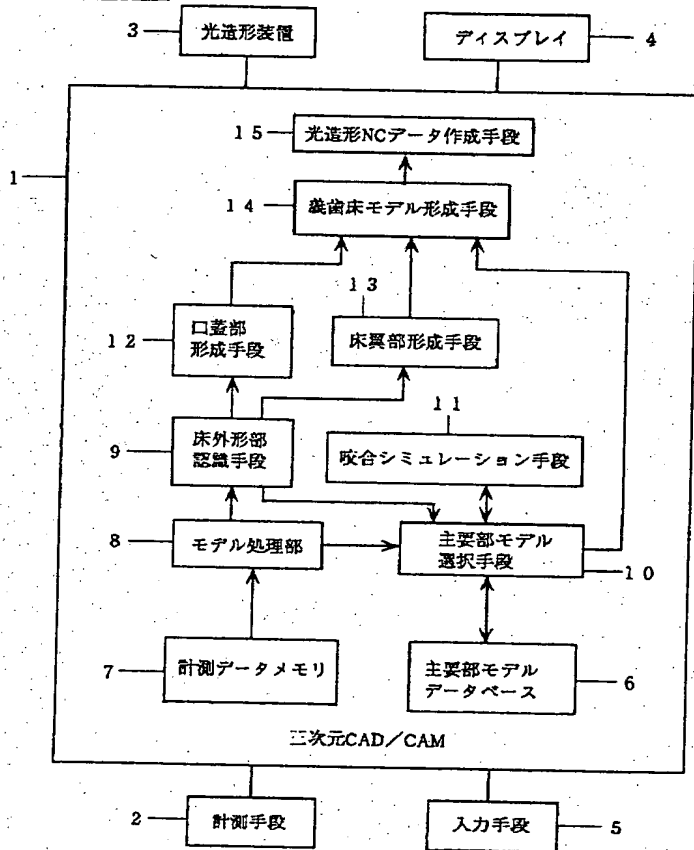 3
光造形装置
ディスプレイ
4
15
光造形NCデータ作成手段
1
14
義歯床モデル形成手段
13
12
口蓋部
形成手段
床翼部形成手段
11
9
床外形部
認識手段
咬合シミュレーション手段
8
モデル処理部
主要部モデル
選択手段
10
7
計測データメモリ
主要部モデル
データベース
6
三次元CAD/CAM
2
計測手段
入力手段
5